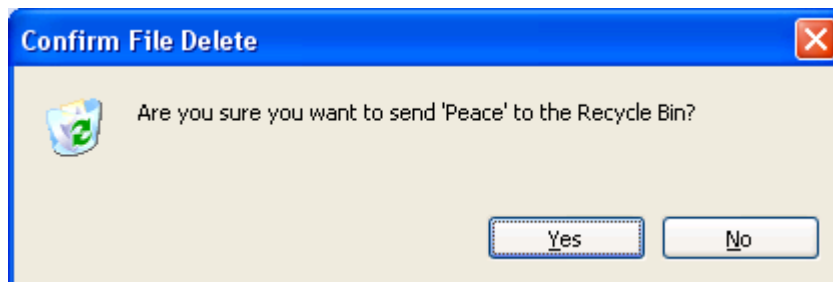 Confirm File Delete
Are you sure you want to send 'Peace' to the Recycle Bin?
Yes
No